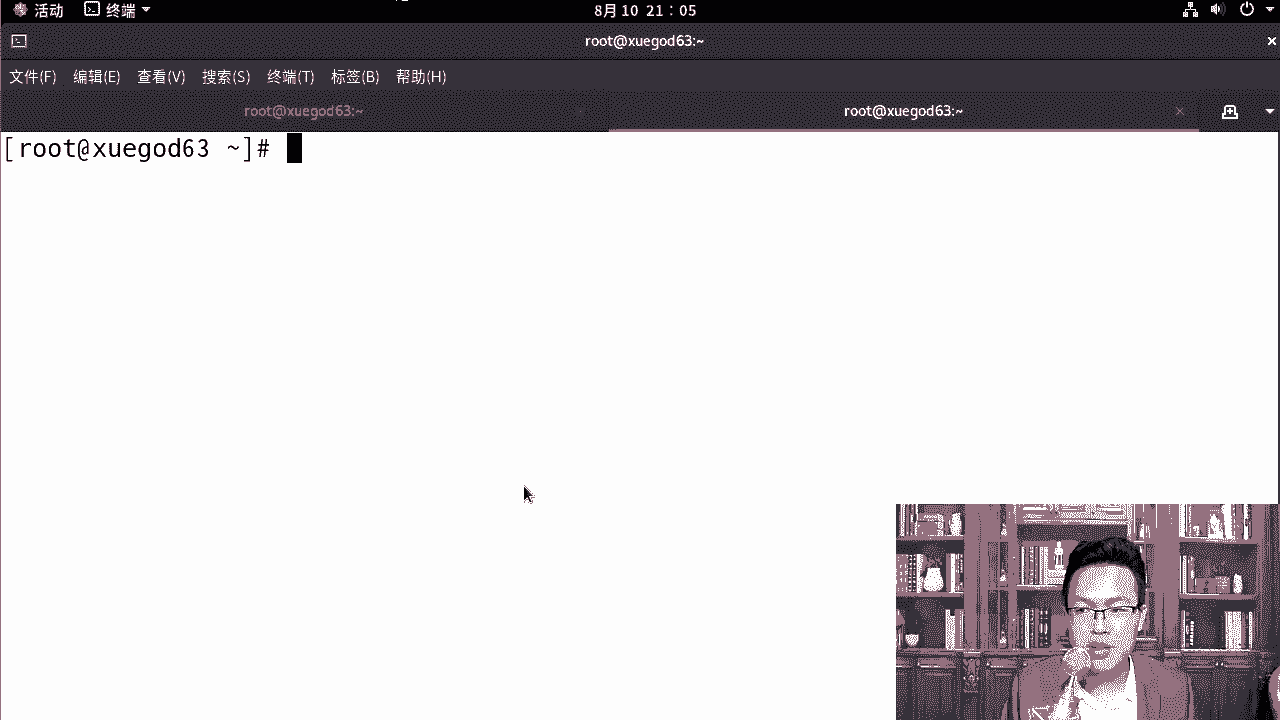 活动 终端 8月 10 21：05
root@xuegod63:~
文件(F) 编辑(E) 查看(V) 搜索(S) 终端(T) 标签(B) 帮助(H)
root@xuegod63:~ root@xuegod63:~
[root@xuegod63 ~]#